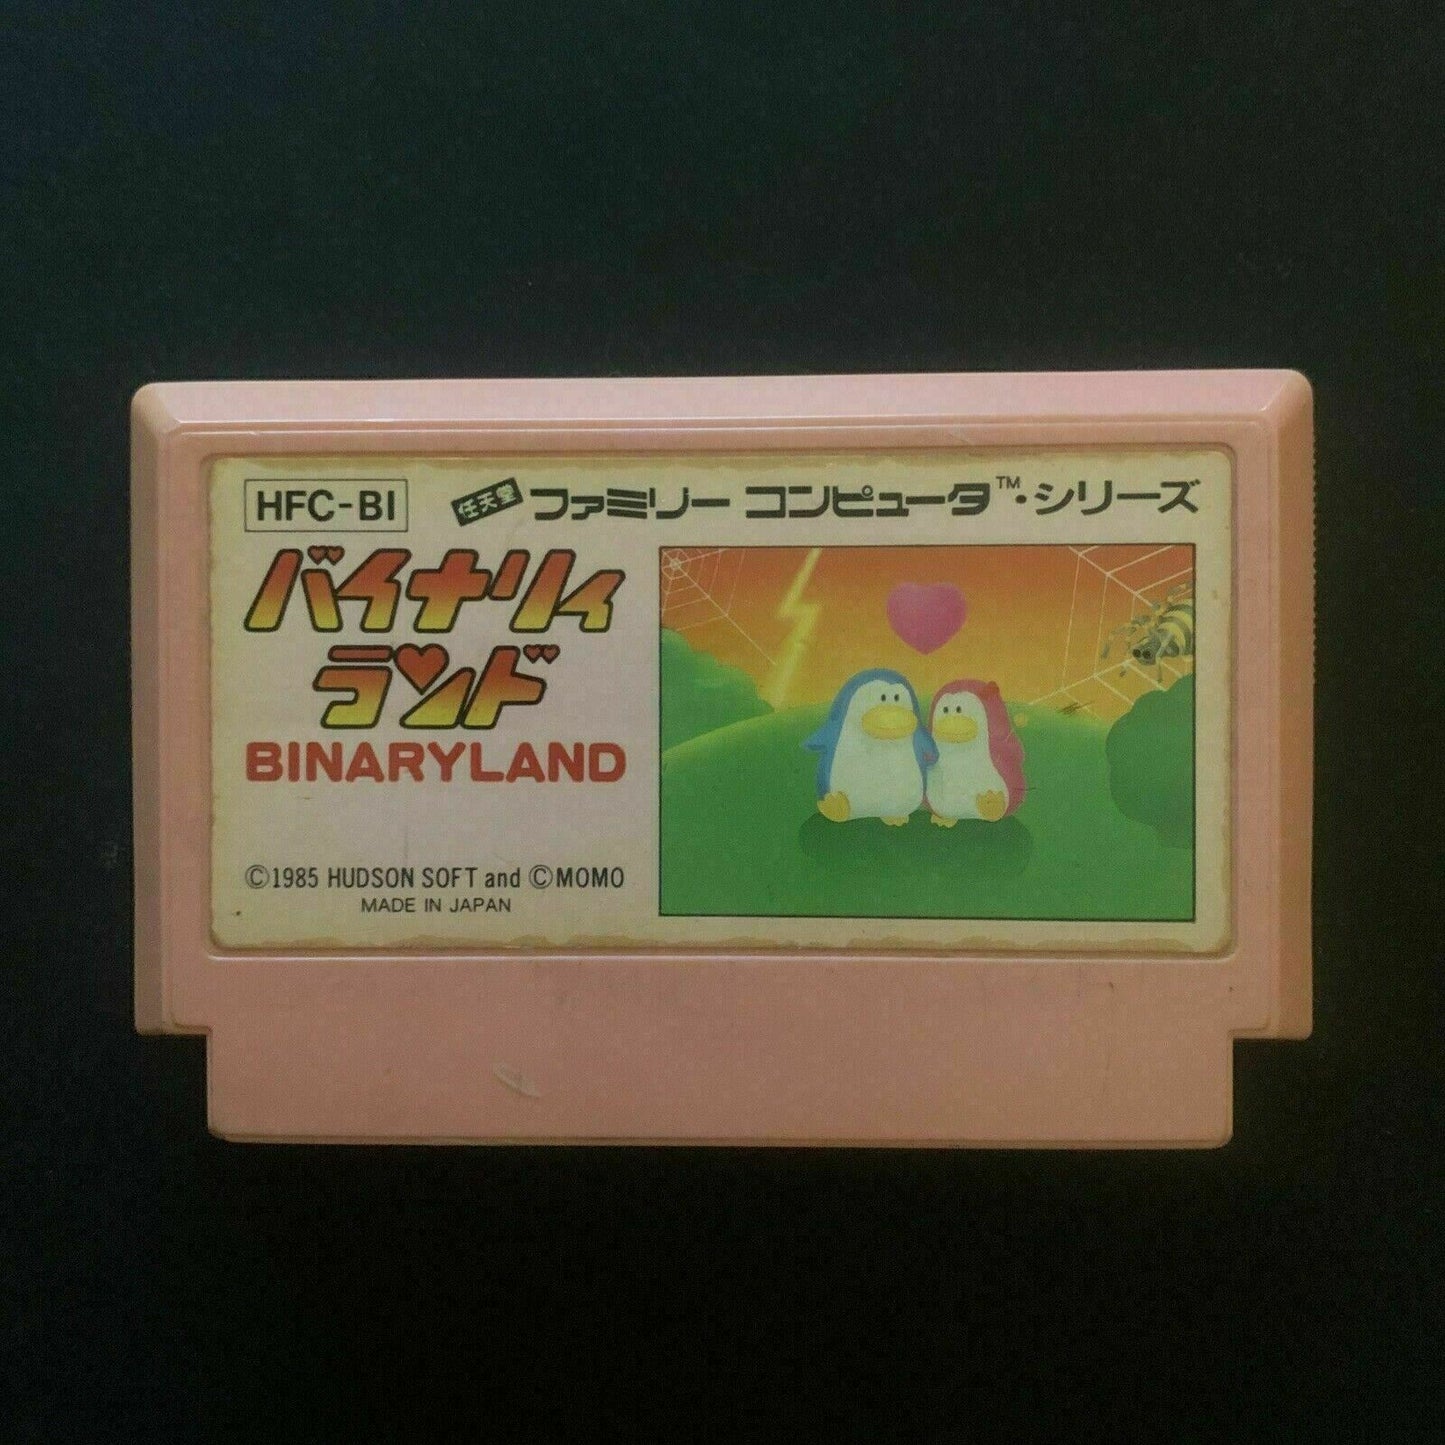 HFC-BI
任天堂 ファミリー コンピュータ™・シリーズ
バイナリィ
ランド
BINARYLAND
©1985 HUDSON SOFT and ©MOMO
MADE IN JAPAN